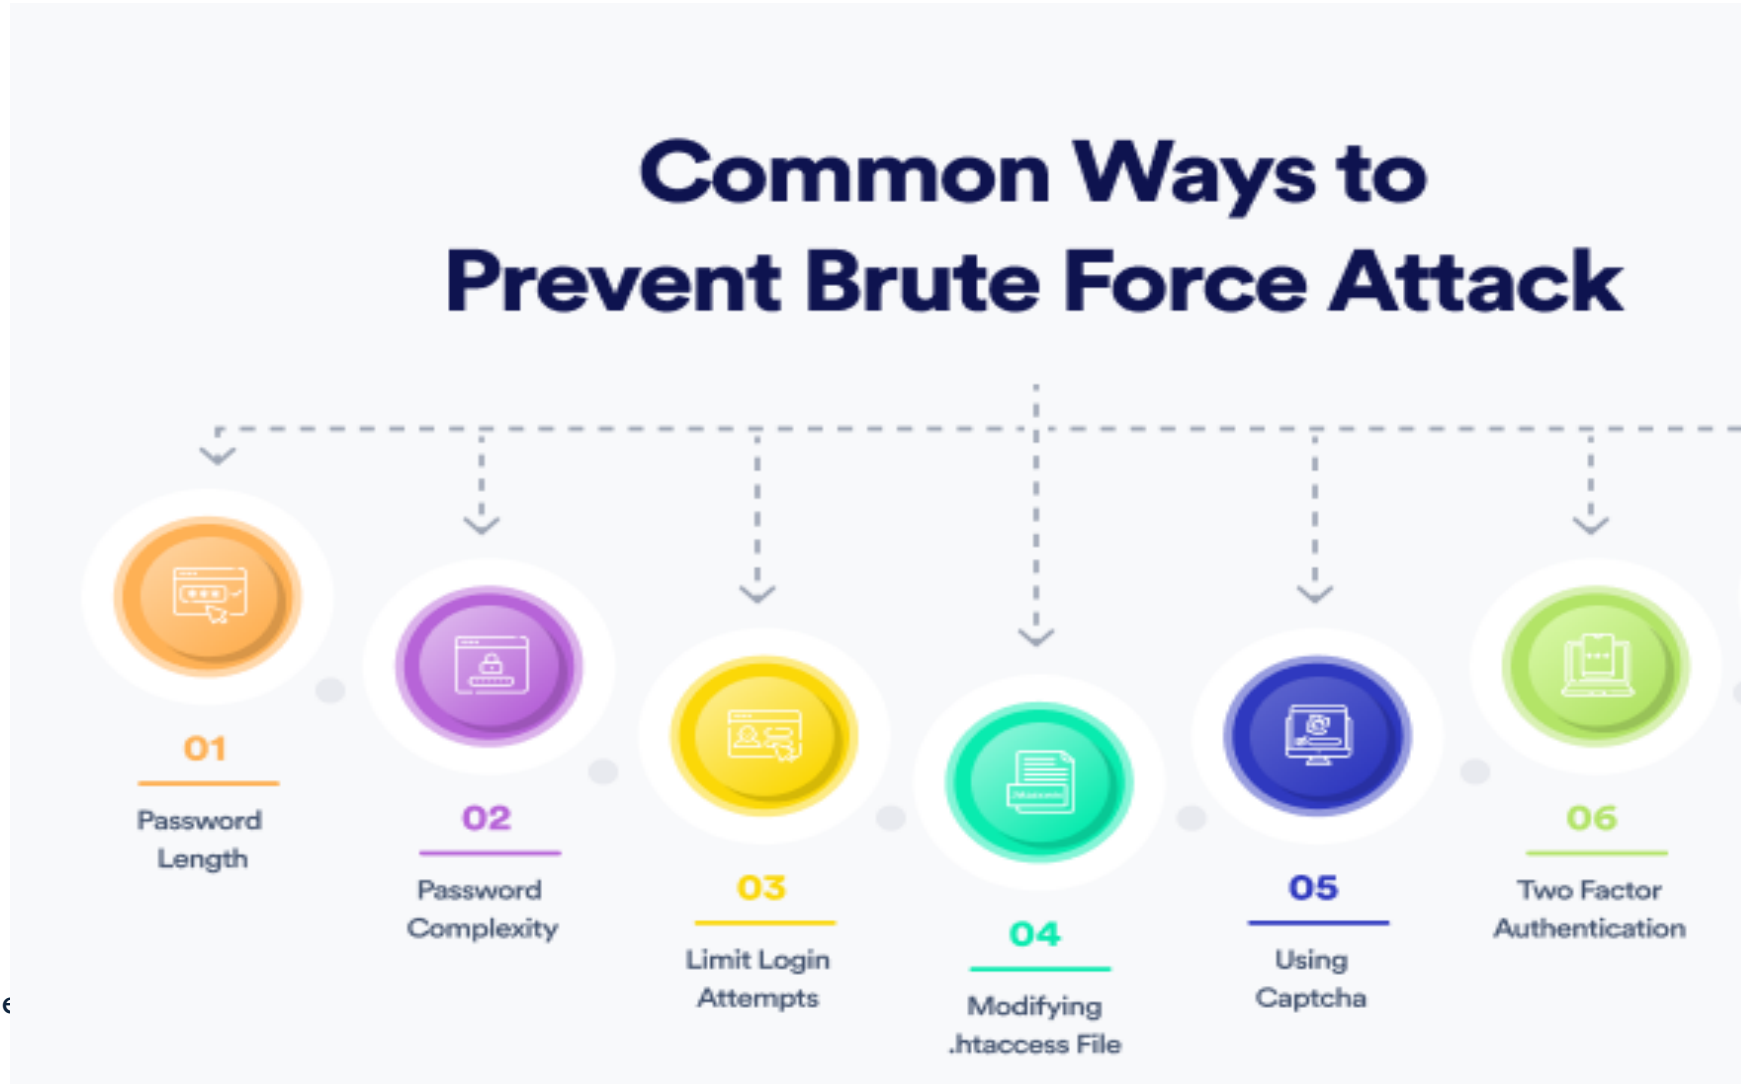 Common Ways to
Prevent Brute Force Attack
01
Password
Length
02
Password
Complexity
03
Limit Login
Attempts
04
Modifying
.htaccess File
05
Using
Captcha
06
Two Factor
Authentication